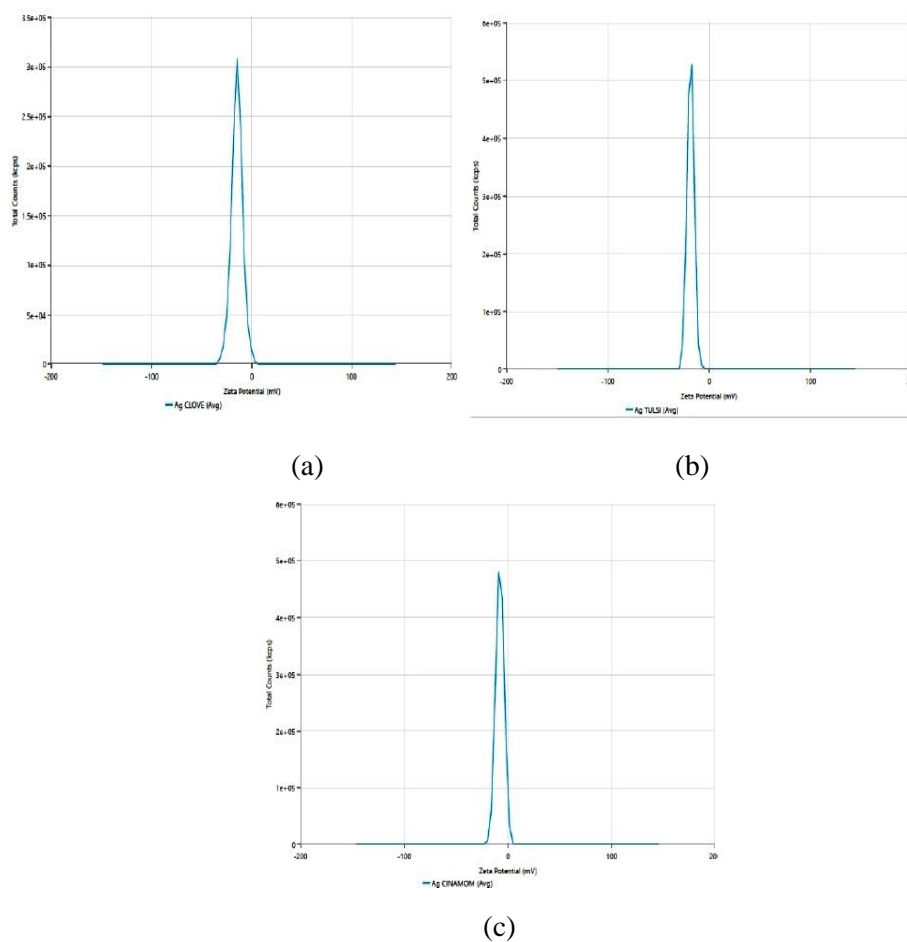 3.5e+05
3e+05
2.5e+05
2e+05
1.5e+05
1e+05
5e+04
0
Total Counts (kcps)
-200
-100
0
100
200
Zeta Potential (mV)
Ag CLOVE (Avg)
(a)
6e+05
5e+05
4e+05
3e+05
2e+05
1e+05
0
Total Counts (kcps)
-200
-100
0
100
Zeta Potential (mV)
Ag TULSI (Avg)
(b)
6e+05
5e+05
4e+05
3e+05
2e+05
1e+05
0
Total Counts (kcps)
-200
-100
0
100
20
Zeta Potential (mV)
Ag CINAMOM (Avg)
(c)